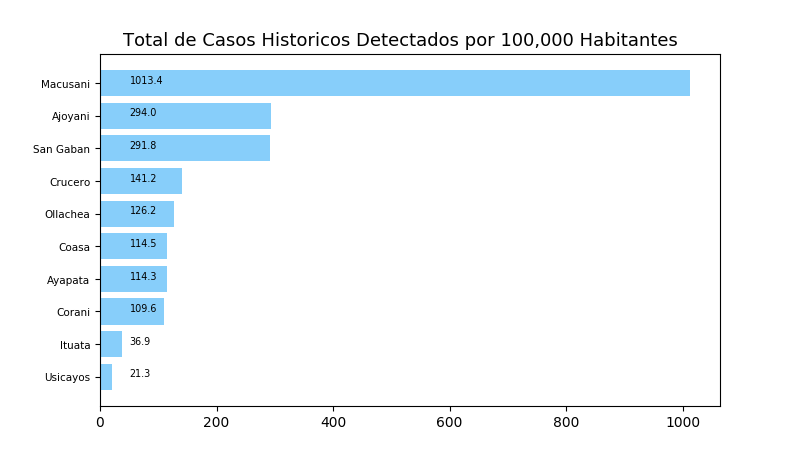 Total de Casos Historicos Detectados por 100,000 Habitantes
Macusani 1013.4
Ajoyani 294.0
San Gaban 291.8
Crucero 141.2
Ollachea 126.2
Coasa 114.5
Ayapata 114.3
Corani 109.6
Ituata 36.9
Usicayos 21.3
0 200 400 600 800 1000